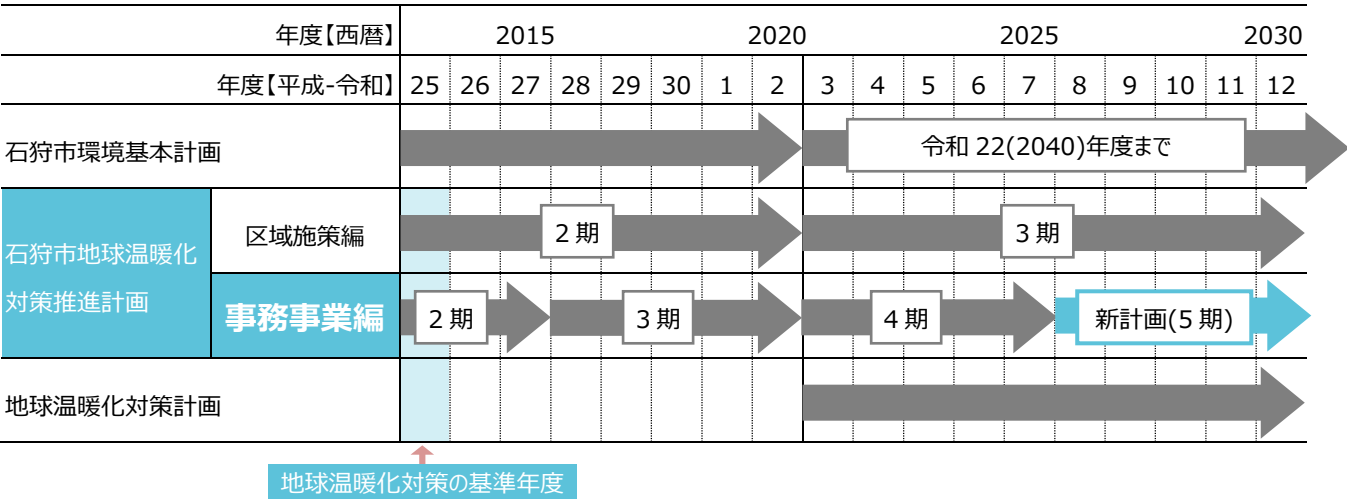 年度【西暦】 2015 2020 2025 2030
年度【平成-令和】 25 26 27 28 29 30 1 2 3 4 5 6 7 8 9 10 11 12
石狩市環境基本計画 令和 22(2040)年度まで
石狩市地球温暖化
対策推進計画
区域施策編 2 期 3 期
事務事業編 2 期 3 期 4 期 新計画(5 期)
地球温暖化対策計画
地球温暖化対策の基準年度